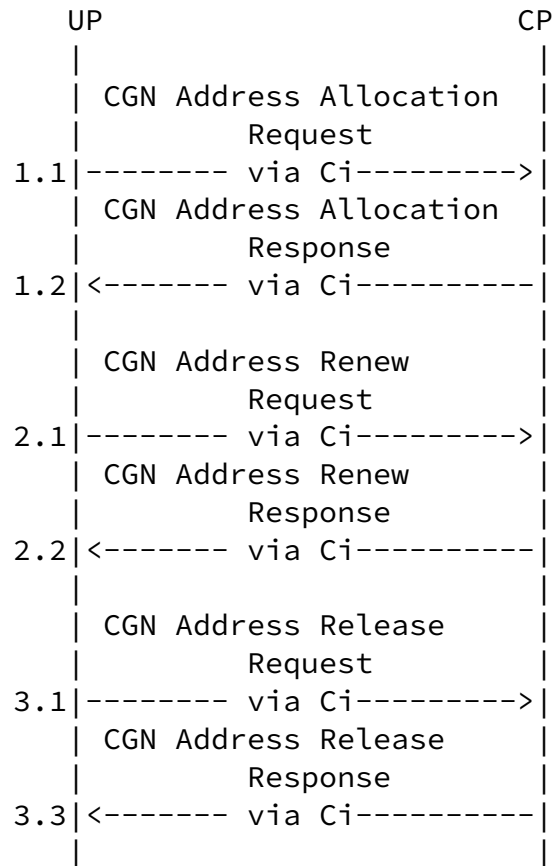 UP                        CP
CGN Address Allocation
Request
1.1|-------- via Ci--------->|
CGN Address Allocation
Response
1.2|<------- via Ci----------|
CGN Address Renew
Request
2.1|-------- via Ci--------->|
CGN Address Renew
Response
2.2|<------- via Ci----------|
CGN Address Release
Request
3.1|-------- via Ci--------->|
CGN Address Release
Response
3.3|<------- via Ci----------|